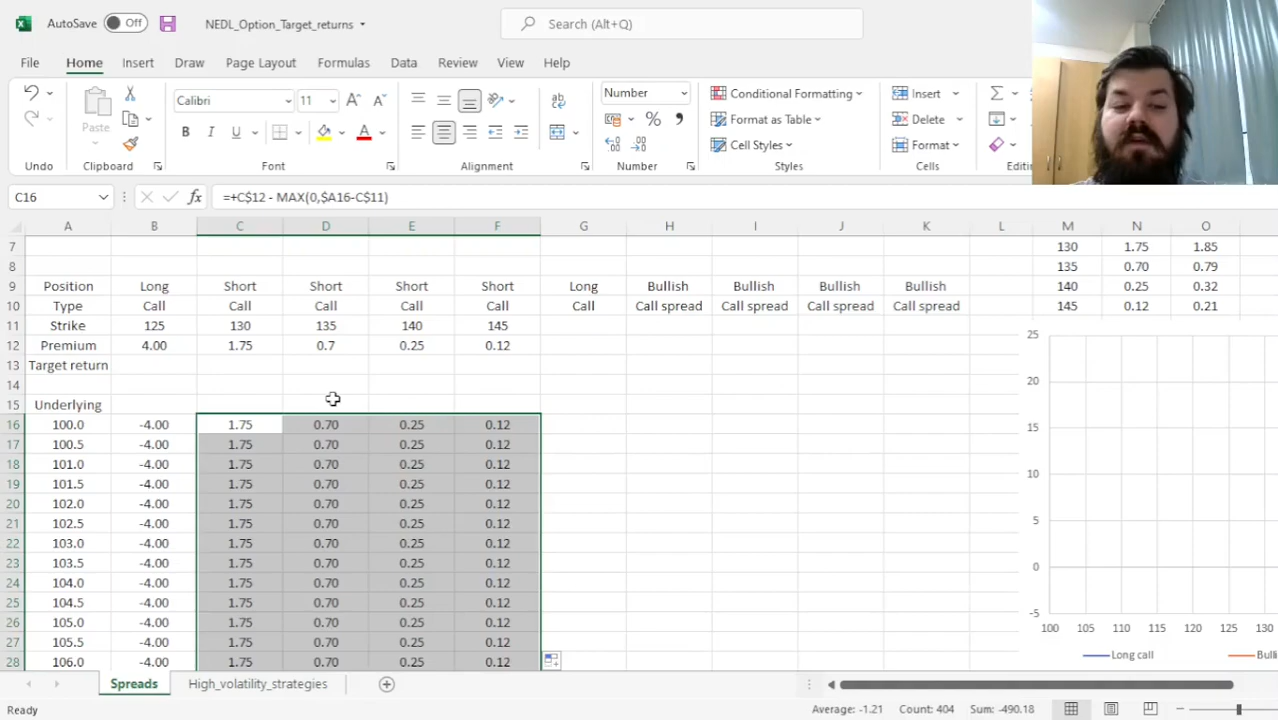 AutoSave Off NEDL_Option_Target_returns Search (Alt+Q)
File Home Insert Draw Page Layout Formulas Data Review View Help
Calibri 11 A A Number Conditional Formatting Insert
Paste B I U A Format as Table Delete
Cell Styles Format
Undo Clipboard Font Alignment Number Styles Cells
C16 fx =+C$12 - MAX(0,$A16-C$11)
A B C D E F G H I J K L M N O
7 130 1.75 1.85
8 135 0.70 0.79
9 Position Long Short Short Short Short Long Bullish Bullish Bullish Bullish 140 0.25 0.32
10 Type Call Call Call Call Call Call Call spread Call spread Call spread Call spread 145 0.12 0.21
11 Strike 125 130 135 140 145
12 Premium 4.00 1.75 0.7 0.25 0.12
13 Target return
14
15 Underlying
16 100.0 -4.00 1.75 0.70 0.25 0.12
17 100.5 -4.00 1.75 0.70 0.25 0.12
18 101.0 -4.00 1.75 0.70 0.25 0.12
19 101.5 -4.00 1.75 0.70 0.25 0.12
20 102.0 -4.00 1.75 0.70 0.25 0.12
21 102.5 -4.00 1.75 0.70 0.25 0.12
22 103.0 -4.00 1.75 0.70 0.25 0.12
23 103.5 -4.00 1.75 0.70 0.25 0.12
24 104.0 -4.00 1.75 0.70 0.25 0.12
25 104.5 -4.00 1.75 0.70 0.25 0.12
26 105.0 -4.00 1.75 0.70 0.25 0.12
27 105.5 -4.00 1.75 0.70 0.25 0.12
28 106.0 -4.00 1.75 0.70 0.25 0.12
25
20
15
10
5
0
-5
100 105 110 115 120 125 130
Long call
Spreads High_volatility_strategies
Ready Average: -1.21 Count: 404 Sum: -490.18